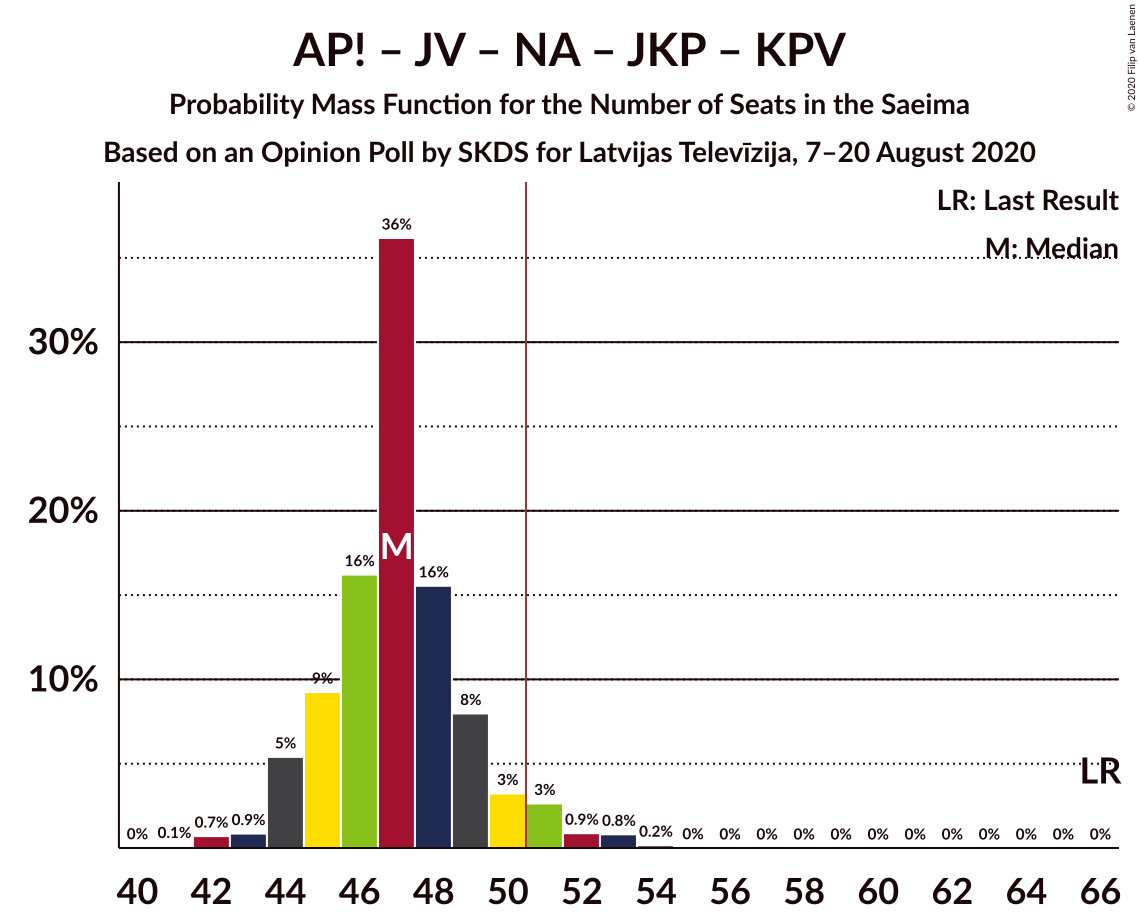 AP! – JV – NA – JKP – KPV
Probability Mass Function for the Number of Seats in the Saeima
Based on an Opinion Poll by SKDS for Latvijas Televīzija, 7–20 August 2020
© 2020 Filip van Laenen
LR: Last Result
M: Median
30%
20%
10%
0% 0.1% 0.7% 0.9% 5% 9% 16% 36% 16% 8% 3% 3% 0.9% 0.8% 0.2% 0% 0% 0% 0% 0% 0% 0% 0% 0% 0% 0% 0%
M
LR
40 42 44 46 48 50 52 54 56 58 60 62 64 66